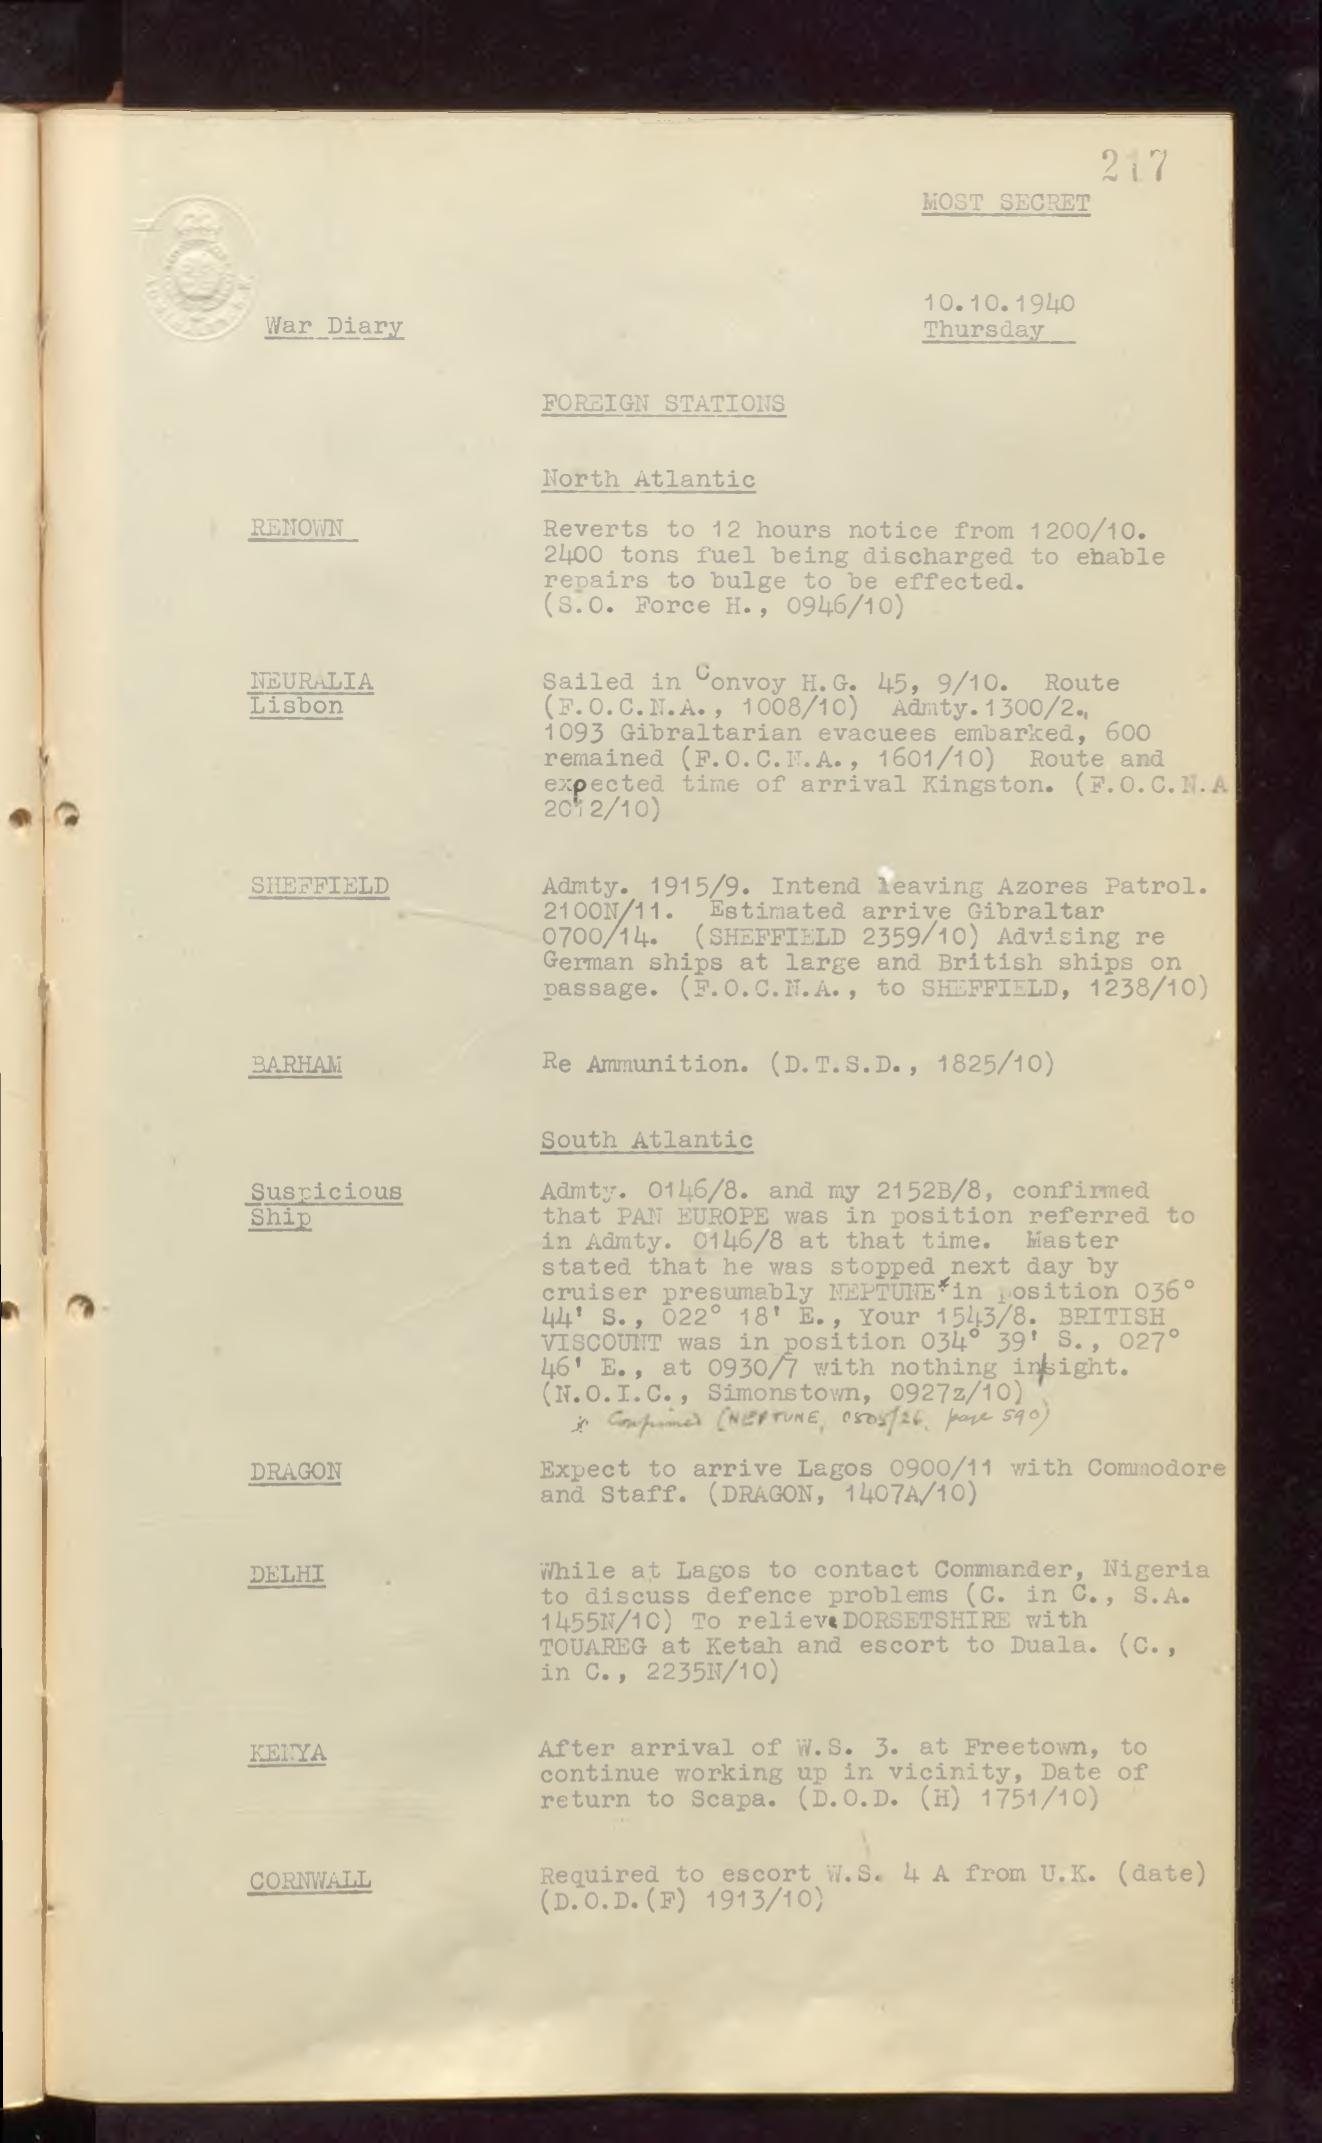 217
MOST SECRET
10.10.1940
War Diary
Thursday
FOREIGN STATIONS
North Atlantic
RENOWN
Reverts to 12 hours notice from 1200/10.
2400 tons fuel being discharged to enable
repairs to bulge to be effected.
(S.O. Force H., 0946/10)
NEURALIA
Lisbon
Sailed in Convoy H.G. 45, 9/10. Route
(F.O.C.N.A., 1008/10) Admty.1300/2.,
1093 Gibraltarian evacuees embarked, 600
remained (F.O.C.N.A., 1601/10) Route and
expected time of arrival Kingston. (F.O.C.N.A
2012/10)
SHEFFIELD
Admty. 1915/9. Intend leaving Azores Patrol.
2100N/11. Estimated arrive Gibraltar
0700/14. (SHEFFIELD 2359/10) Advising re
German ships at large and British ships on
passage. (F.O.C.N.A., to SHEFFIELD, 1238/10)
BARHAM
Re Ammunition. (D.T.S.D., 1825/10)
South Atlantic
Suspicious
Ship
Admty. 0146/8. and my 2152B/8, confirmed
that PAN EUROPE was in position referred to
in Admty. 0146/8 at that time. Master
stated that he was stopped next day by
cruiser presumably NEPTUNE* in position 036°
44' S., 022° 18' E., Your 1543/8. BRITISH
VISCOUNT was in position 034° 39' S., 027°
46' E., at 0930/7 with nothing in/sight.
(N.O.I.C., Simonstown, 0927z/10)
* Confirmed (NEPTUNE, 0805/26, page 590)
DRAGON
Expect to arrive Lagos 0900/11 with Commodore
and Staff. (DRAGON, 1407A/10)
DELHI
While at Lagos to contact Commander, Nigeria
to discuss defence problems (C. in C., S.A.
1455N/10) To relieve DORSETSHIRE with
TOUAREG at Ketah and escort to Duala. (C.,
in C., 2235N/10)
KENYA
After arrival of W.S. 3. at Freetown, to
continue working up in vicinity, Date of
return to Scapa. (D.O.D. (H) 1751/10)
CORNWALL
Required to escort W.S. 4 A from U.K. (date)
(D.O.D.(F) 1913/10)